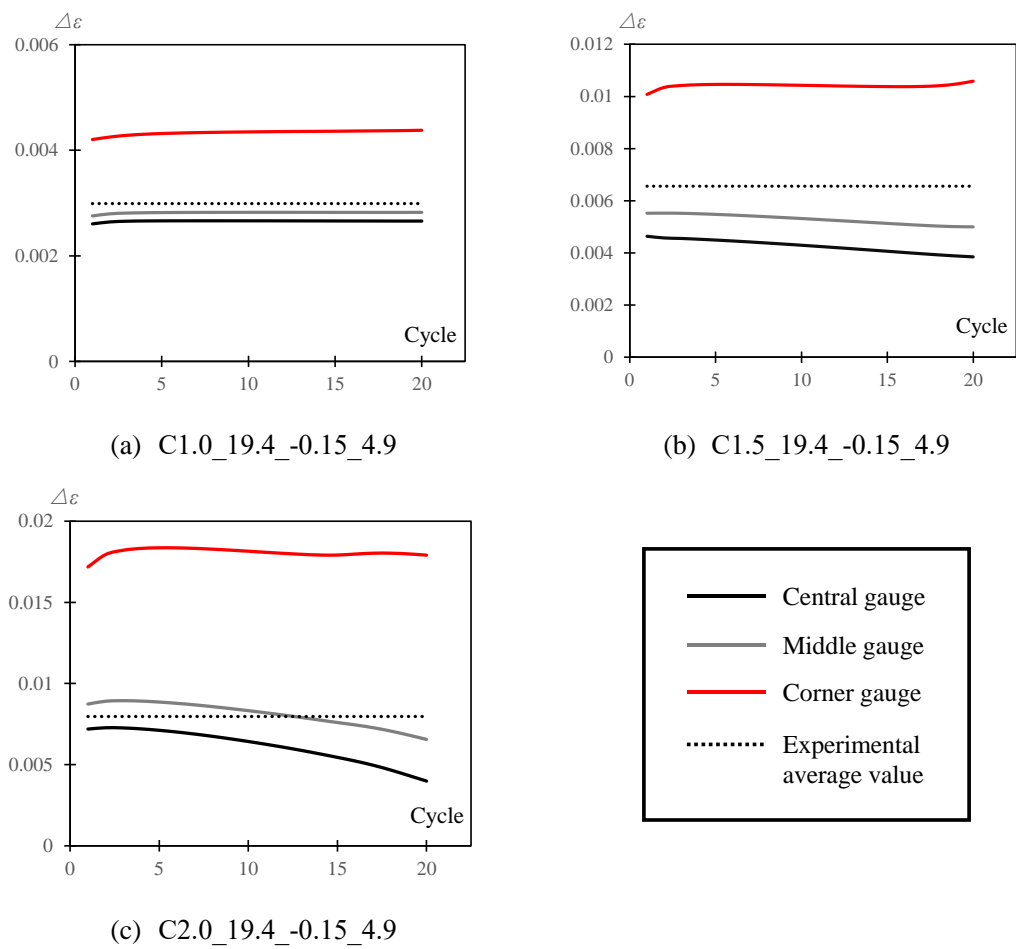 Δε
0.006
0.004
0.002
0
0 5 10 15 20
Cycle
(a) C1.0_19.4_-0.15_4.9
Δε
0.012
0.01
0.008
0.006
0.004
0.002
0
0 5 10 15 20
Cycle
(b) C1.5_19.4_-0.15_4.9
Δε
0.02
0.015
0.01
0.005
0
0 5 10 15 20
Cycle
(c) C2.0_19.4_-0.15_4.9
Central gauge
Middle gauge
Corner gauge
Experimental
average value